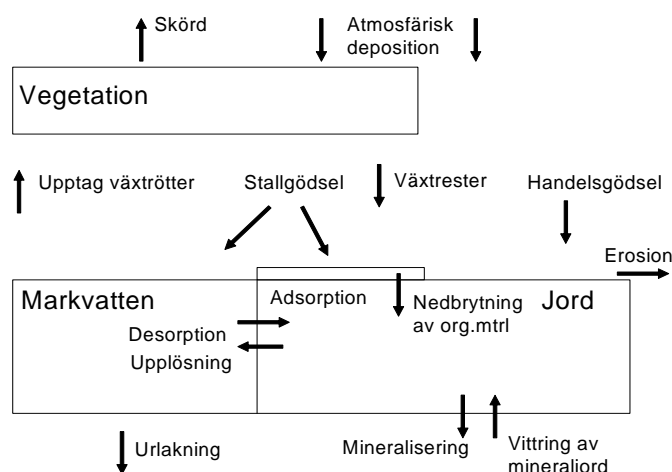 Skörd
Atmosfärisk
deposition
Vegetation
Upptag växtrötter
Stallgödsel
Växtrester
Handelsgödsel
Erosion
Markvatten
Adsorption
Nedbrytning
av org.mtrl
Jord
Desorption
Upplösning
Urlakning
Mineralisering
Vittring av
mineraljord